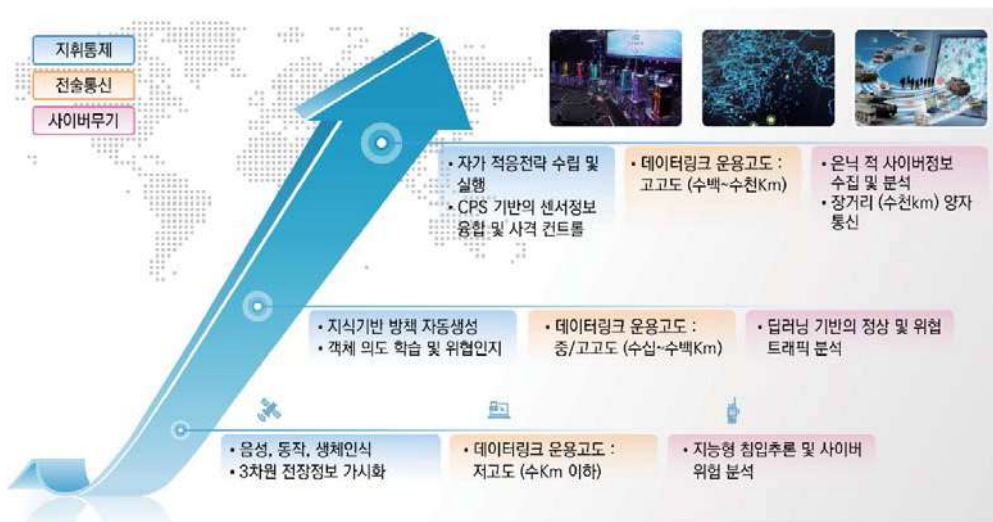 지휘통제
전술통신
사이버무기
• 자가 적응전략 수립 및
실행
• CPS 기반의 센서정보
융합 및 사격 컨트롤
데이터링크 운용고도 :
고고도 (수백~수천Km)
• 은닉 적 사이버정보
수집 및 분석
• 장거리 (수천km) 양자
통신
• 지식기반 방책 자동생성
• 객체 의도 학습 및 위협인지
• 데이터링크 운용고도 :
중/고고도 (수십~수백Km)
• 딥러닝 기반의 정상 및 위협
트래픽 분석
• 음성, 동작, 생체인식
• 3차원 전장정보 가시화
• 데이터링크 운용고도 :
저고도 (수Km 이하)
• 지능형 침입추론 및 사이버
위험 분석